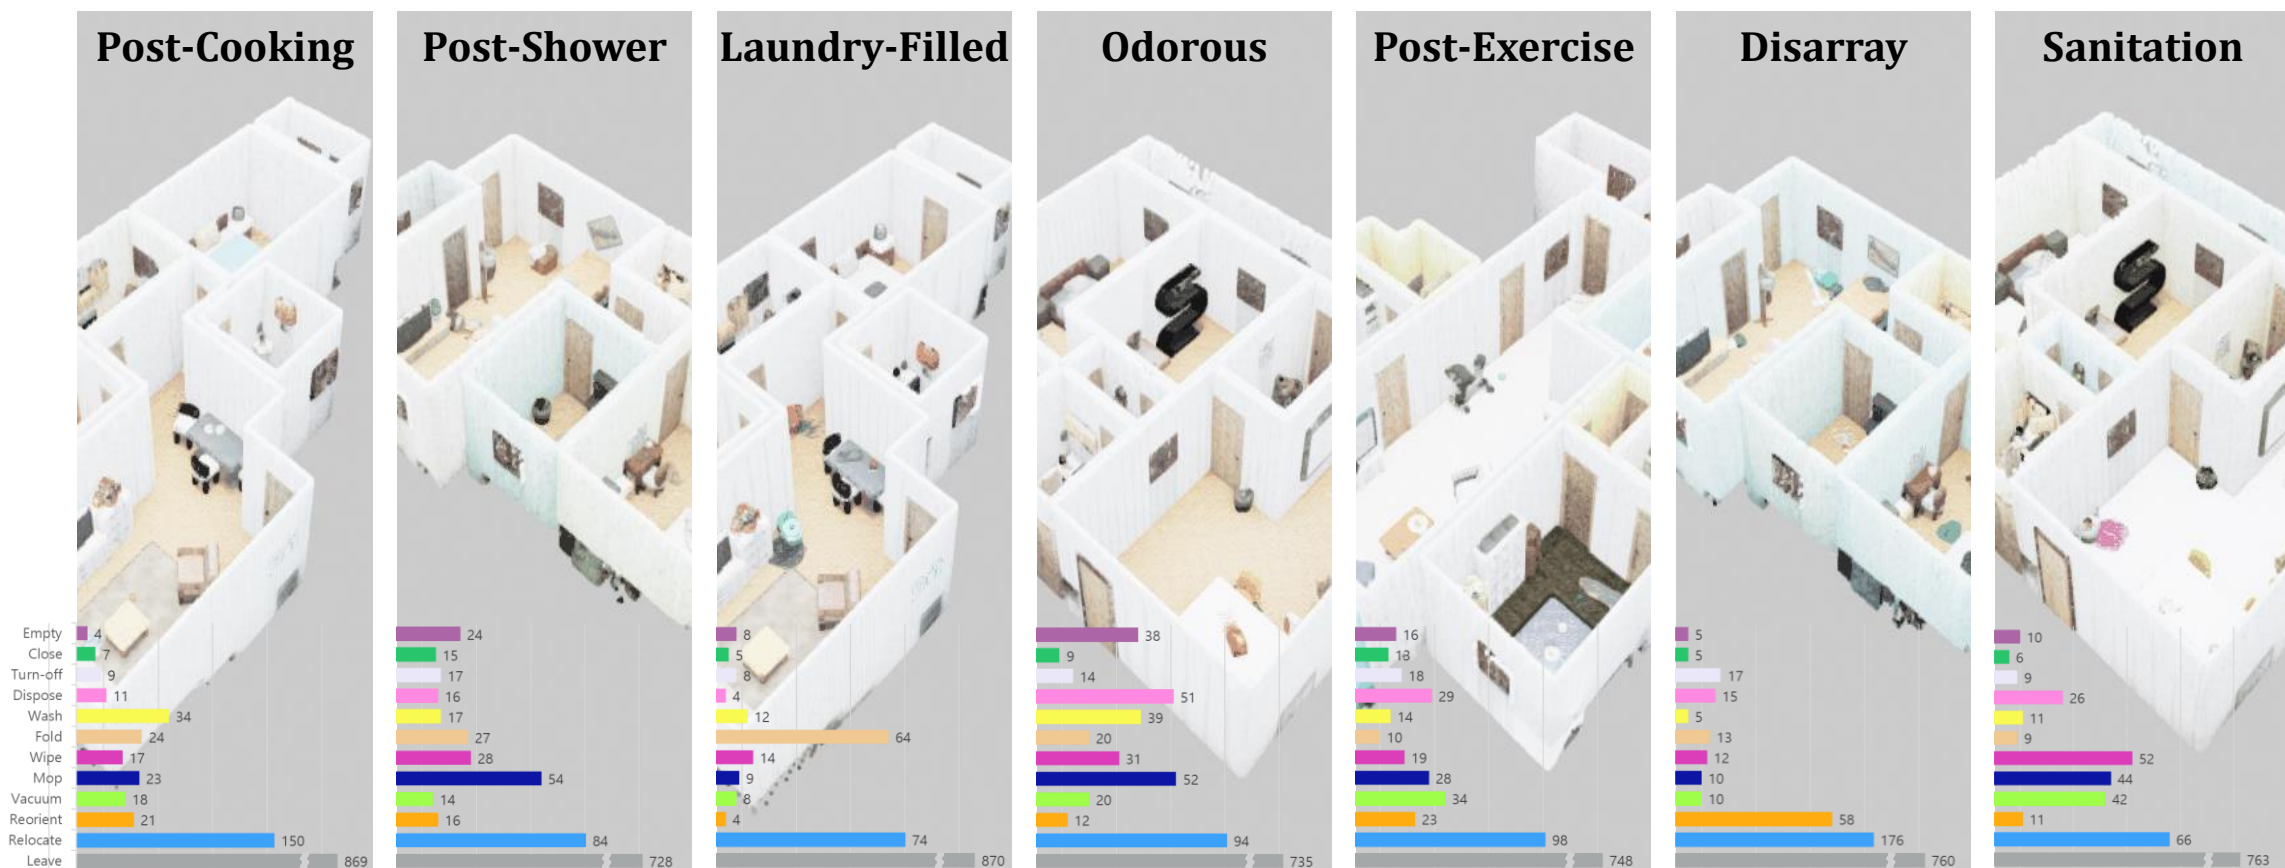 Post-Cooking Post-Shower Laundry-Filled Odorous Post-Exercise Disarray Sanitation
Empty 4 24 8 38 16 5 10
Close 7 15 5 9 13 5 6
Turn-off 9 17 8 14 18 17 9
Dispose 11 16 4 51 29 15 26
Wash 34 17 12 39 14 5 11
Fold 24 27 64 20 10 13 9
Wipe 17 28 14 31 19 12 52
Mop 23 54 9 52 28 10 44
Vacuum 18 14 8 20 34 10 42
Reorient 21 16 4 12 23 58 11
Relocate 150 84 74 94 98 176 66
Leave 869 728 870 735 748 760 763